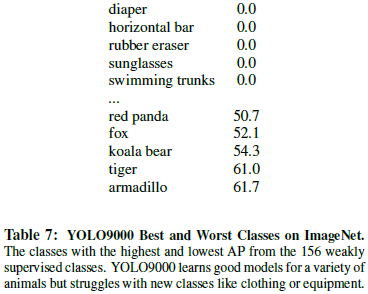 diaper 0.0
horizontal bar 0.0
rubber eraser 0.0
sunglasses 0.0
swimming trunks 0.0
...
red panda 50.7
fox 52.1
koala bear 54.3
tiger 61.0
armadillo 61.7
Table 7: YOLO9000 Best and Worst Classes on ImageNet.
The classes with the highest and lowest AP from the 156 weakly
supervised classes. YOLO9000 learns good models for a variety of
animals but struggles with new classes like clothing or equipment.